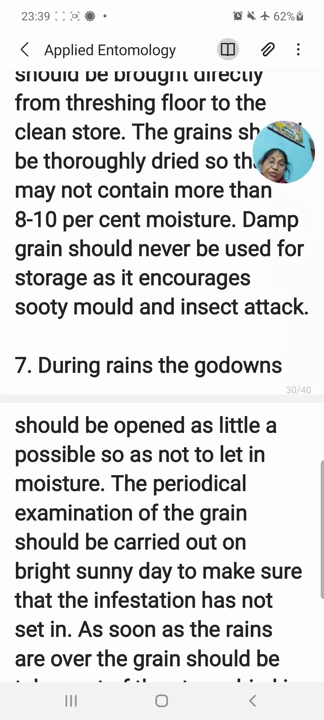 23:39
62%
Applied Entomology
should be brought directly
from threshing floor to the
clean store. The grains
be thoroughly dried so
may not contain more than
8-10 per cent moisture. Damp
grain should never be used for
storage as it encourages
sooty mould and insect attack.
7. During rains the godowns
30/40
should be opened as little a
possible so as not to let in
moisture. The periodical
examination of the grain
should be carried out on
bright sunny day to make sure
that the infestation has not
set in. As soon as the rains
are over the grain should be